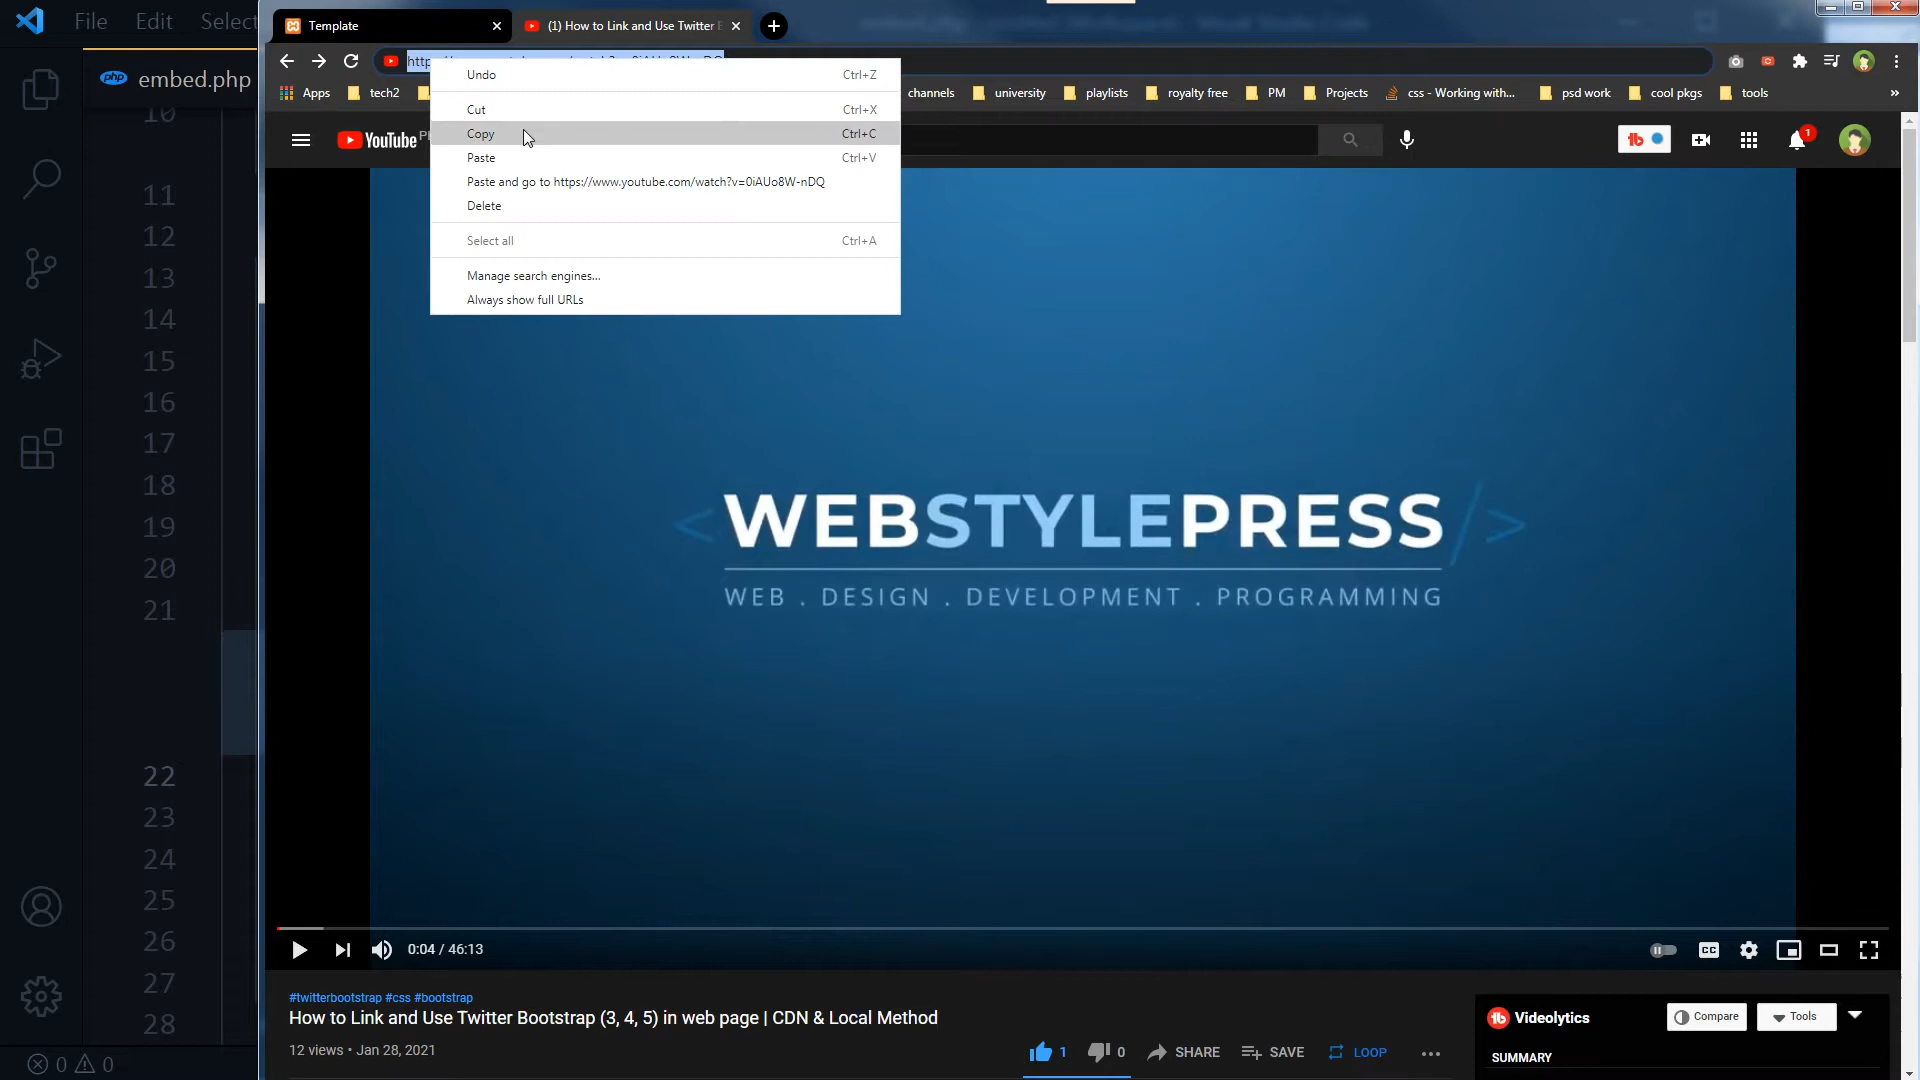 File Edit Select
Template
(1) How to Link and Use Twitter
embed.php
Apps
tech2
channels
university
playlists
royalty free
PM
Projects
css - Working with...
psd work
cool pkgs
tools
»
Undo Ctrl+Z
Cut Ctrl+X
Copy Ctrl+C
Paste Ctrl+V
Paste and go to https://www.youtube.com/watch?v=0iAUo8W-nDQ
Delete
Select all Ctrl+A
Manage search engines...
Always show full URLs
YouTube
1
10
11
12
13
14
15
16
17
18
19
20
21
22
23
24
25
26
27
28
<WEBSTYLEPRESS/>
WEB . DESIGN . DEVELOPMENT . PROGRAMMING
0:04 / 46:13
CC
#twitterbootstrap #css #bootstrap
How to Link and Use Twitter Bootstrap (3, 4, 5) in web page | CDN & Local Method
12 views • Jan 28, 2021
1 0 SHARE SAVE LOOP ...
Videolytics
Compare
Tools
SUMMARY
0 0